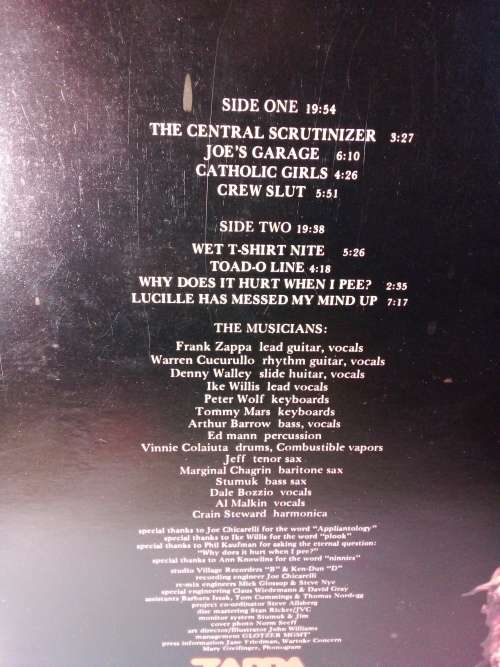 SIDE ONE 19:54
THE CENTRAL SCRUTINIZER 3:27
JOE'S GARAGE 6:10
CATHOLIC GIRLS 4:26
CREW SLUT 5:51
SIDE TWO 19:38
WET T-SHIRT NITE 5:26
TOAD-O LINE 4:18
WHY DOES IT HURT WHEN I PEE? 2:35
LUCILLE HAS MESSED MY MIND UP 7:17
THE MUSICIANS:
Frank Zappa lead guitar, vocals
Warren Cucurullo rhythm guitar, vocals
Denny Walley slide huitar, vocals
Ike Willis lead vocals
Peter Wolf keyboards
Tommy Mars keyboards
Arthur Barrow bass, vocals
Ed mann percussion
Vinnie Colaiuta drums, Combustible vapors
Jeff tenor sax
Marginal Chagrin baritone sax
Stumuk bass sax
Dale Bozzio vocals
Al Malkin vocals
Crain Steward harmonica
special thanks to Joe Chicarelli for the word "Appliantology"
special thanks to Ike Willis for the word "plook"
special thanks to Phil Kaufman for asking the eternal question:
"Why does it hurt when I pee?"
special thanks to Ann Knowlins for the word "ninnies"
studio Village Recorders "B" & Ken-Dun "D"
recording engineer Joe Chicarelli
re-mix engineers Mick Glossop & Steve Nye
special engineering Claus Wiedemann & David Gray
assistants Barbara Issak, Tom Cummings & Thomas Nordegg
project co-ordinator Steve Allsberg
disc mastering Stan Ricker/JVC
monitor system Stumuk & Jim
cover photo Norm Seeff
art director/illustrator John Williams
management GLOTZER MGMT
press information Jane Friedman, Wartoke Concern
Mary Greifinger, Phonogram
ZAPPA